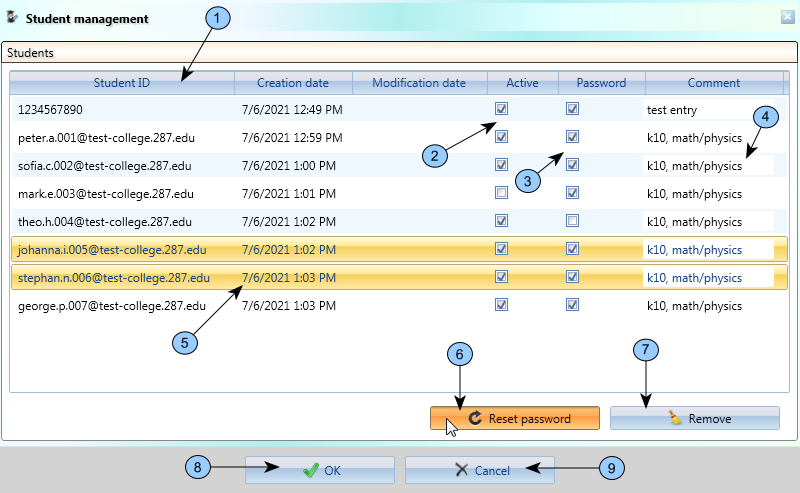 Student management
1
Students
Student ID Creation date Modification date Active Password Comment
1234567890 7/6/2021 12:49 PM test entry
4
peter.a.001@test-college.287.edu 7/6/2021 12:59 PM k10, math/physics
2
sofia.c.002@test-college.287.edu 7/6/2021 1:00 PM k10, math/physics
3
mark.e.003@test-college.287.edu 7/6/2021 1:01 PM k10, math/physics
theo.h.004@test-college.287.edu 7/6/2021 1:02 PM k10, math/physics
johanna.i.005@test-college.287.edu 7/6/2021 1:02 PM k10, math/physics
stephan.n.006@test-college.287.edu 7/6/2021 1:03 PM k10, math/physics
george.p.007@test-college.287.edu 7/6/2021 1:03 PM k10, math/physics
5
6
7
Reset password Remove
8 OK Cancel 9